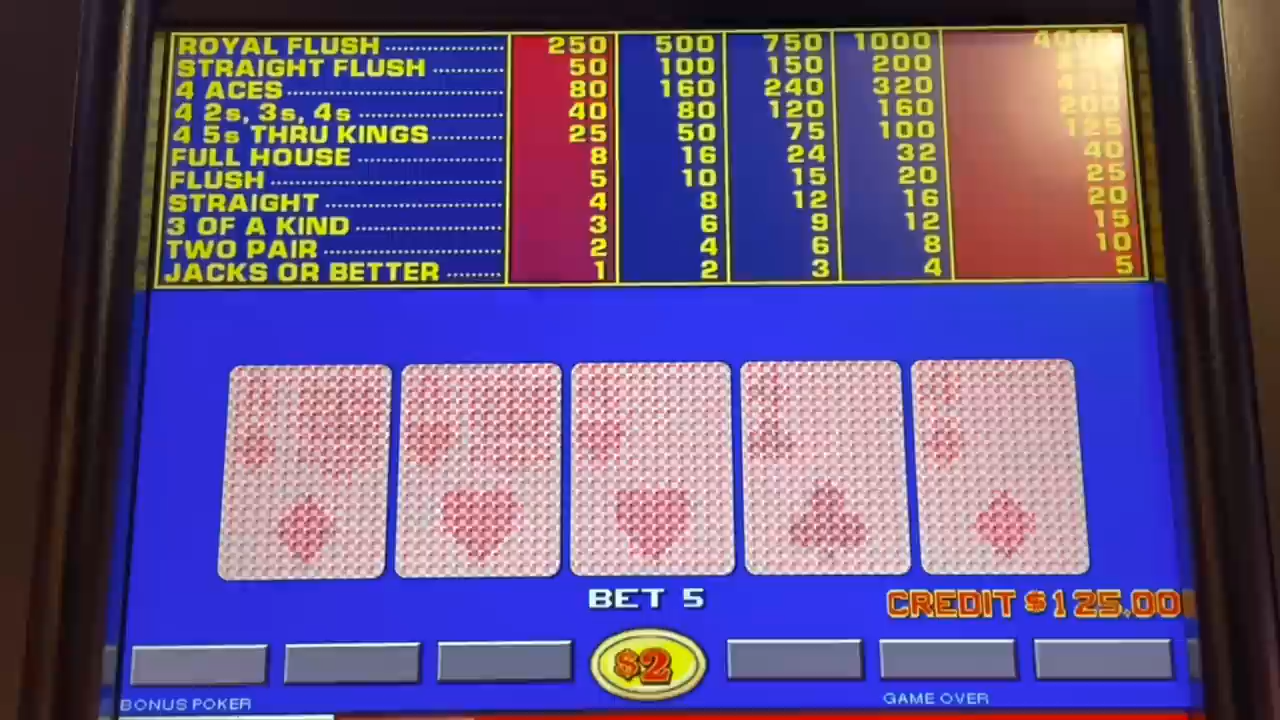 ROYAL FLUSH 250 500 750 1000
STRAIGHT FLUSH 50 100 150 200
4 ACES 80 160 240 320
4 2s, 3s, 4s 40 80 120 160 200
4 5s THRU KINGS 25 50 75 100 125
FULL HOUSE 8 16 24 32 40
FLUSH 5 10 15 20 25
STRAIGHT 4 8 12 16 20
3 OF A KIND 3 6 9 12 15
TWO PAIR 2 4 6 8 10
JACKS OR BETTER 1 2 3 4 5
BET 5
CREDIT $125.00
$2
BONUS POKER
GAME OVER